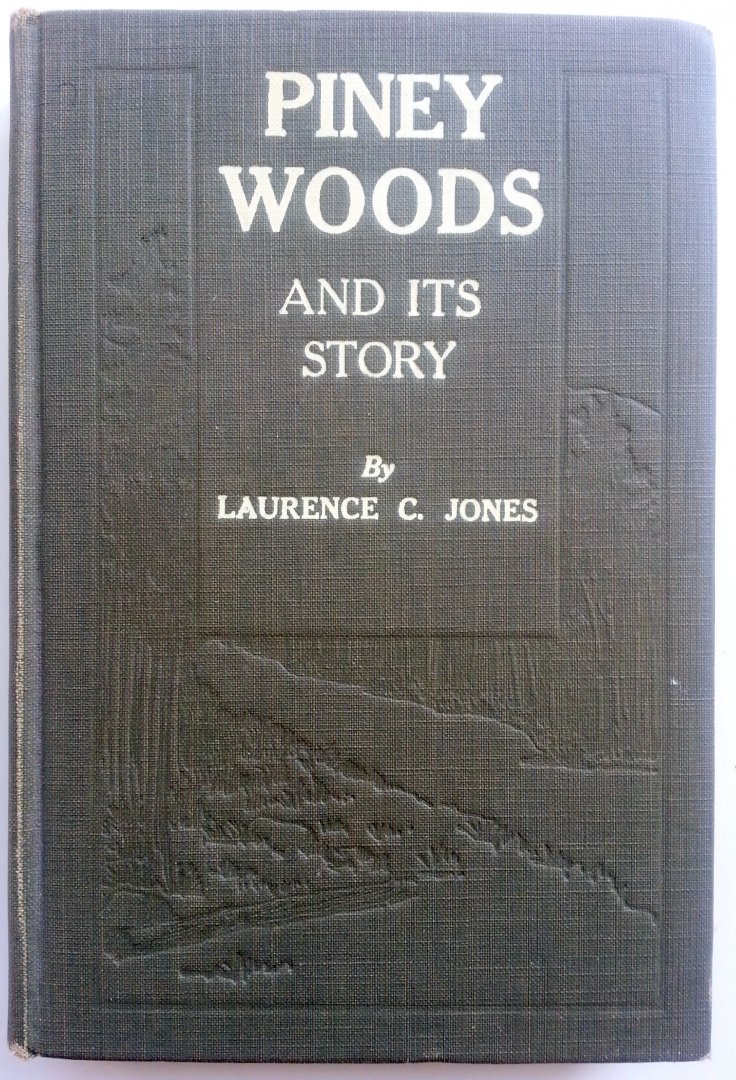 PINEY
WOODS
AND ITS
STORY
By
LAURENCE C. JONES